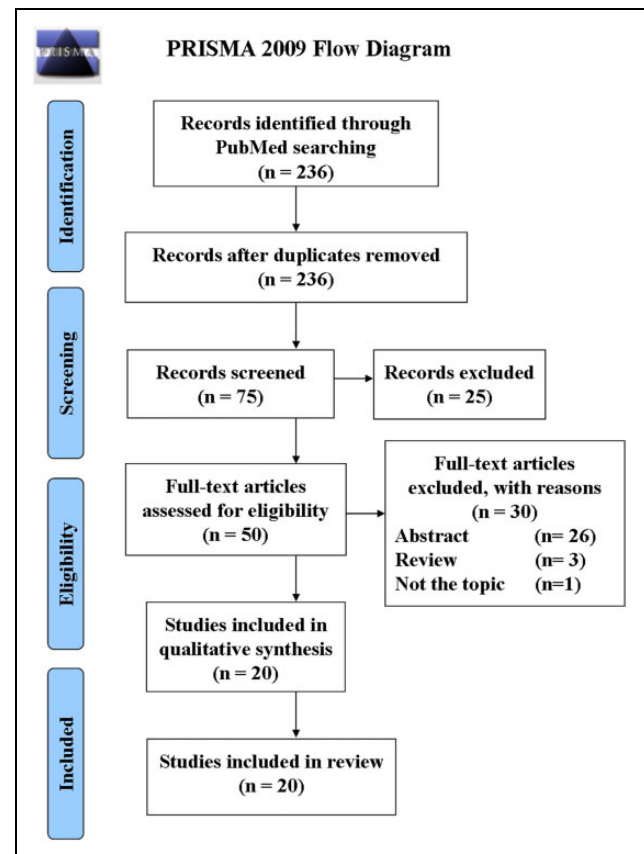 PRISMA
PRISMA 2009 Flow Diagram
Identification
Records identified through
PubMed searching
(n = 236)
Records after duplicates removed
(n = 236)
Screening
Records screened
(n = 75)
Records excluded
(n = 25)
Eligibility
Full-text articles
assessed for eligibility
(n = 50)
Full-text articles
excluded, with reasons
(n = 30)
Abstract (n= 26)
Review (n= 3)
Not the topic (n=1)
Studies included in
qualitative synthesis
(n = 20)
Included
Studies included in review
(n = 20)